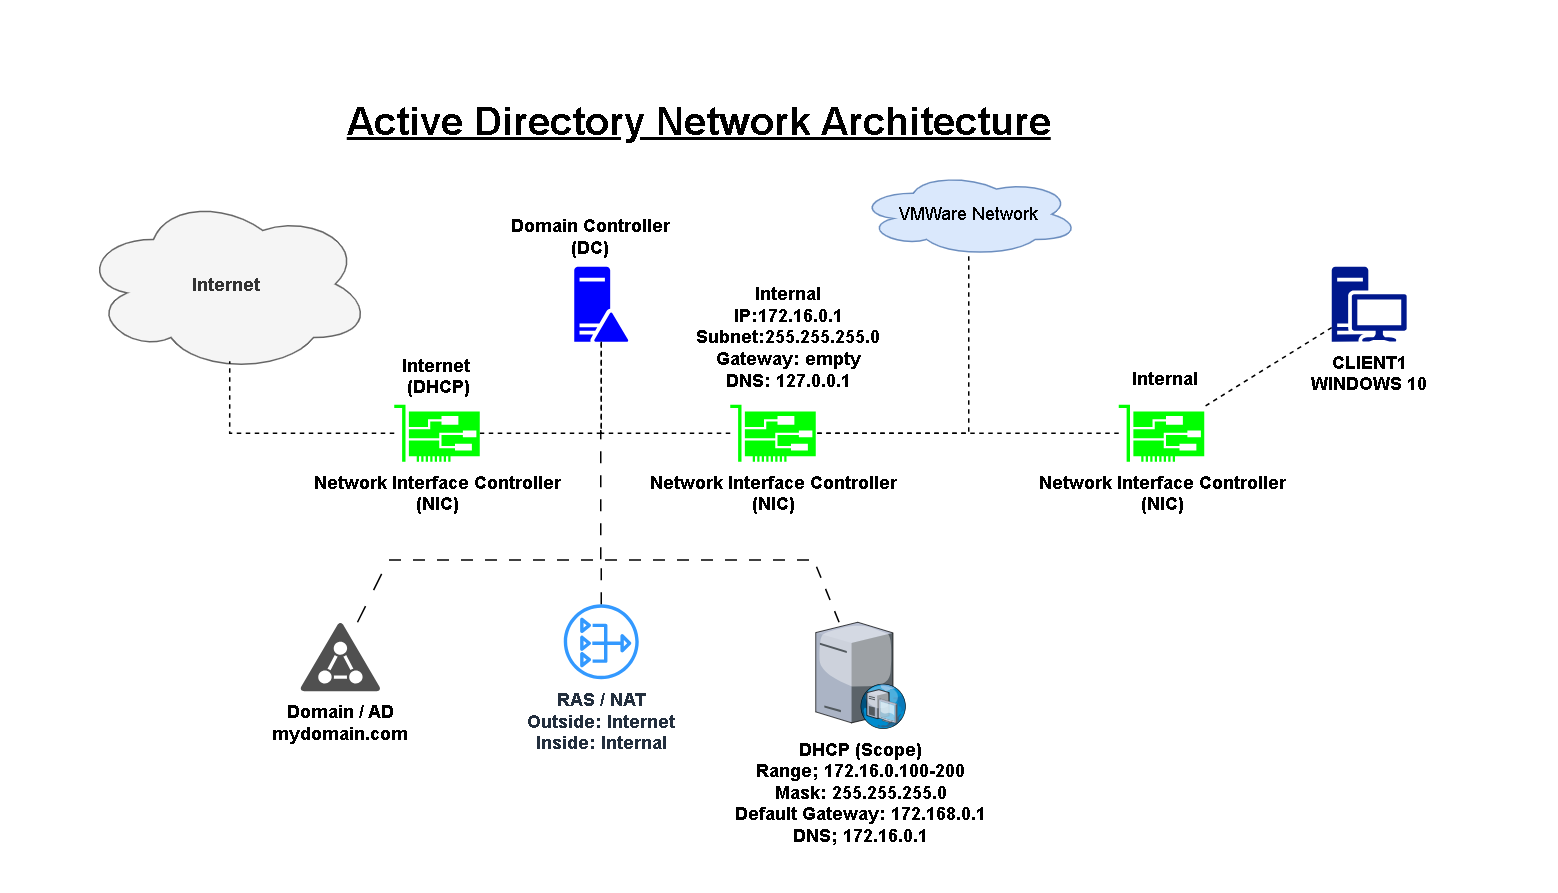 Active Directory Network Architecture
VMWare Network
Internet
Domain Controller
(DC)
Internal
IP:172.16.0.1
Subnet:255.255.255.0
Gateway: empty
DNS: 127.0.0.1
Internet
(DHCP)
Internal
CLIENT1
WINDOWS 10
Network Interface Controller
(NIC)
Network Interface Controller
(NIC)
Network Interface Controller
(NIC)
Domain / AD
mydomain.com
RAS / NAT
Outside: Internet
Inside: Internal
DHCP (Scope)
Range; 172.16.0.100-200
Mask: 255.255.255.0
Default Gateway: 172.168.0.1
DNS; 172.16.0.1